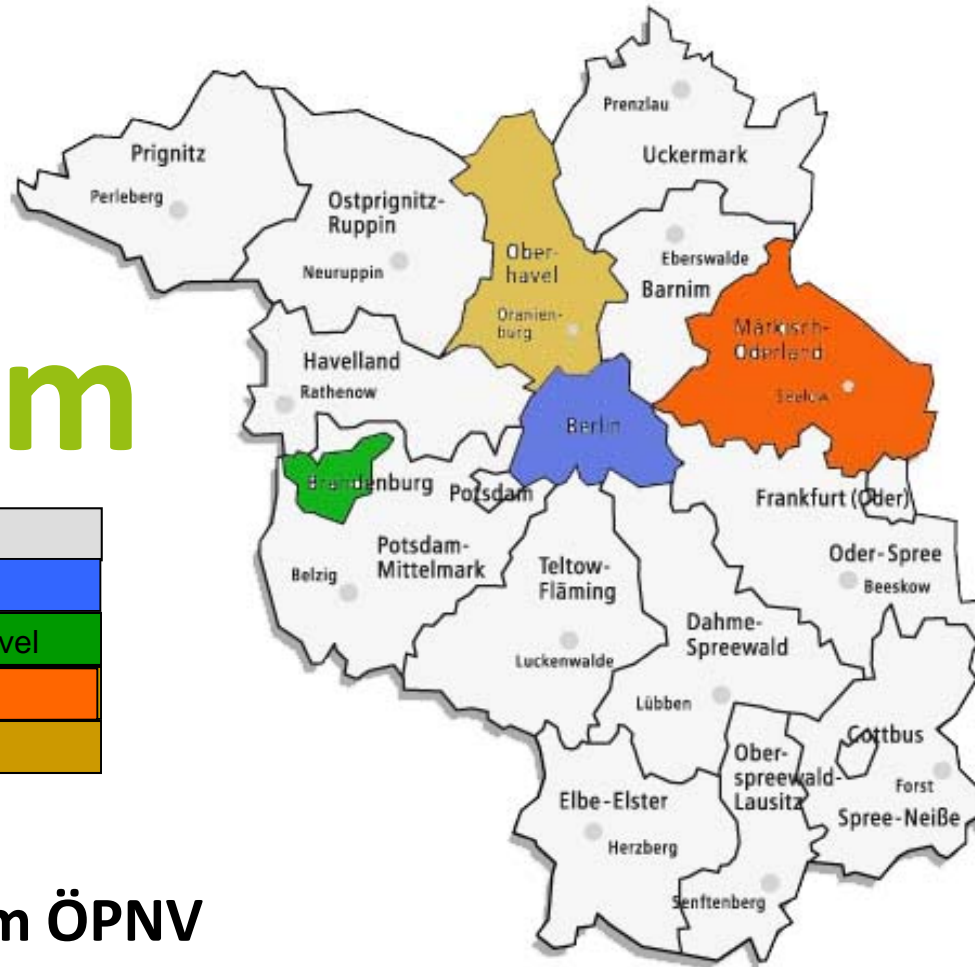 Prenzlau
Uckermark
Prignitz
Perleberg
Ostprignitz-
Ruppin
Neuruppin
Ober-
havel
Oranien-
burg
Eberswalde
Barnim
Märkisch-
Oderland
Seelow
Havelland
Rathenow
m
Berlin
Brandenburg
Potsdam
Frankfurt (Oder)
Potsdam-
Mittelmark
Belzig
Teltow-
Fläming
Luckenwalde
Oder-Spree
Beeskow
vel
Dahme-
Spreewald
Lübben
Cottbus
Forst
Spree-Neiße
Ober-
spreewald-
Lausitz
Senftenberg
Elbe-Elster
Herzberg
m ÖPNV